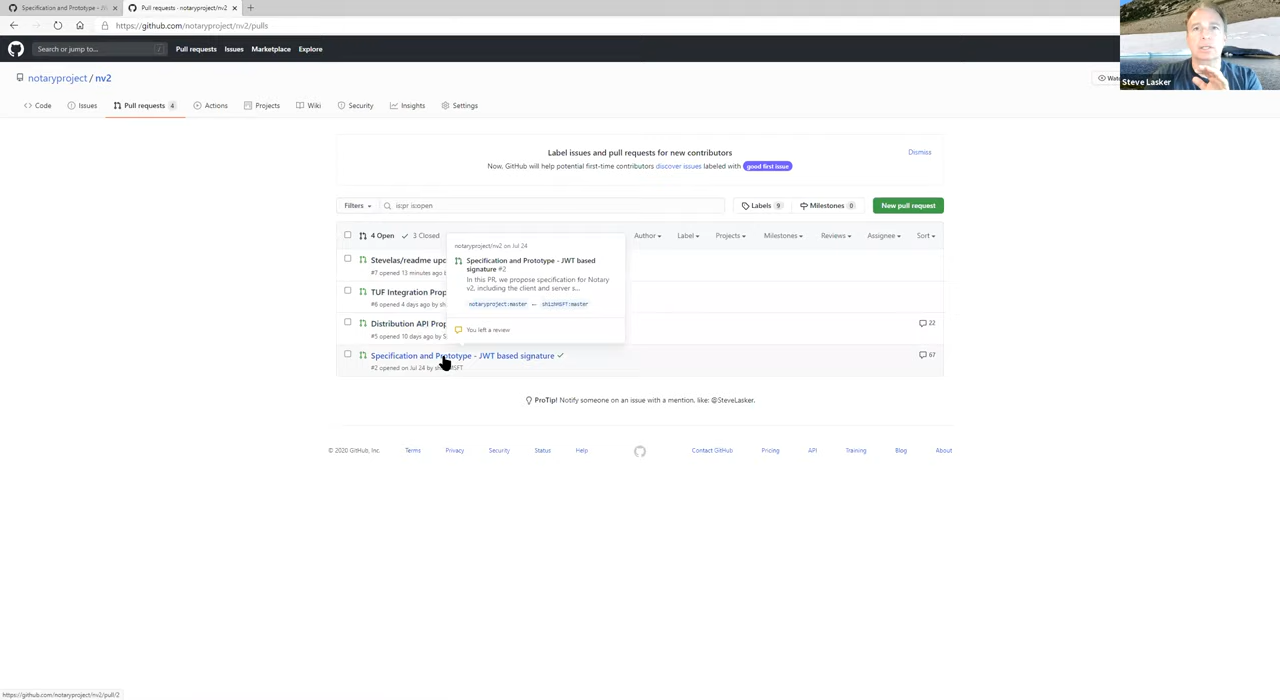 Specification and Prototype - JW
Pull requests · notaryproject/nv2
https://github.com/notaryproject/nv2/pulls
Search or jump to... /
Pull requests Issues Marketplace Explore
notaryproject / nv2
Code Issues Pull requests 4 Actions Projects Wiki Security Insights Settings
Steve Lasker
Label issues and pull requests for new contributors
Now, GitHub will help potential first-time contributors discover issues labeled with good first issue
Dismiss
Filters is:pr is:open Labels 9 Milestones 0 New pull request
4 Open 3 Closed Author Label Projects Milestones Reviews Assignee Sort
Stevelas/readme upd
#7 opened 13 minutes ago
TUF Integration Prop
#6 opened 4 days ago by
Distribution API Prop
#5 opened 10 days ago by
22
notaryproject/nv2 on Jul 24
Specification and Prototype - JWT based
signature #2
In this PR, we propose specification for Notary
v2, including the client and server s...
notaryproject:master ← shizhMSFT:master
You left a review
Specification and Prototype - JWT based signature
67
#2 opened on Jul 24 by MSFT
ProTip! Notify someone on an issue with a mention, like: @SteveLasker.
© 2020 GitHub, Inc. Terms Privacy Security Status Help Contact GitHub Pricing API Training Blog About
https://github.com/notaryproject/nv2/pull/2